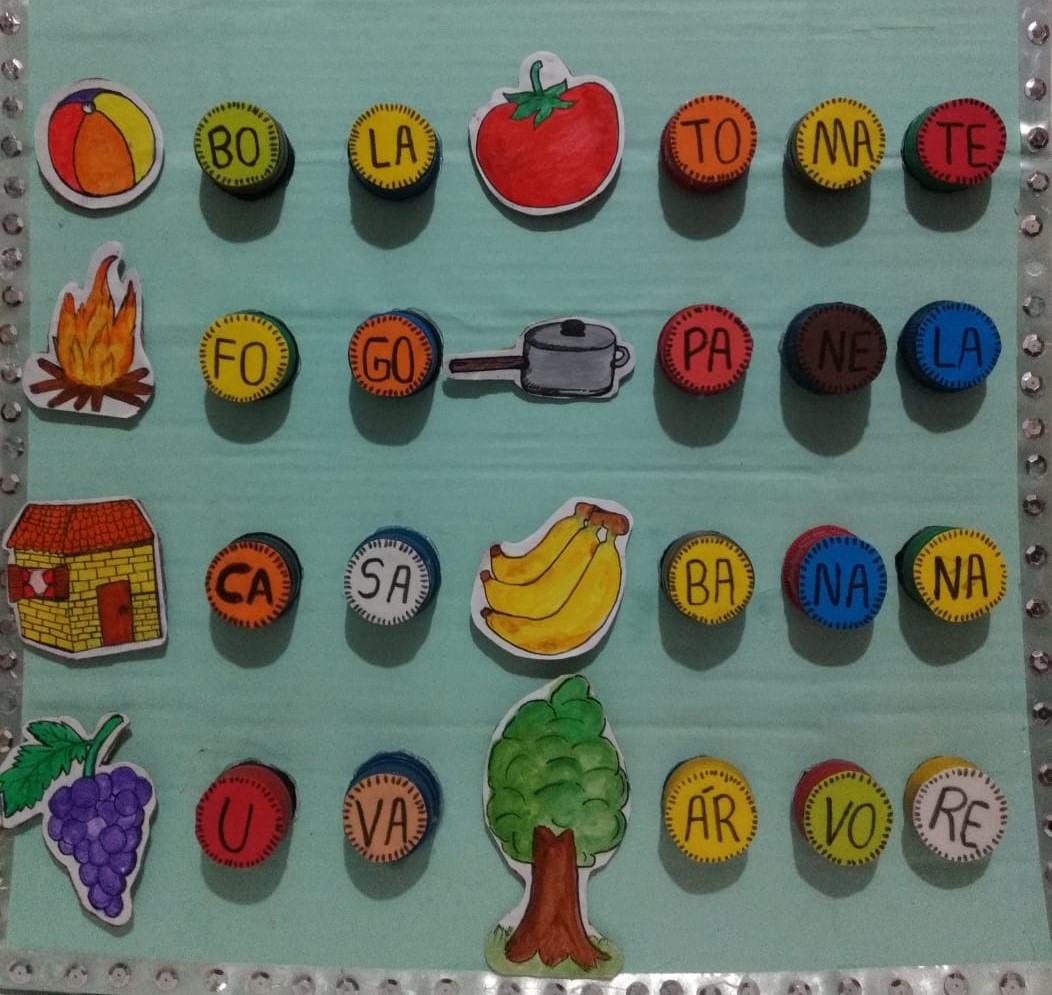 BO LA TO MA TE
FO GO PA NE LA
CA SA BA NA NA
U VA ÁR VO RE